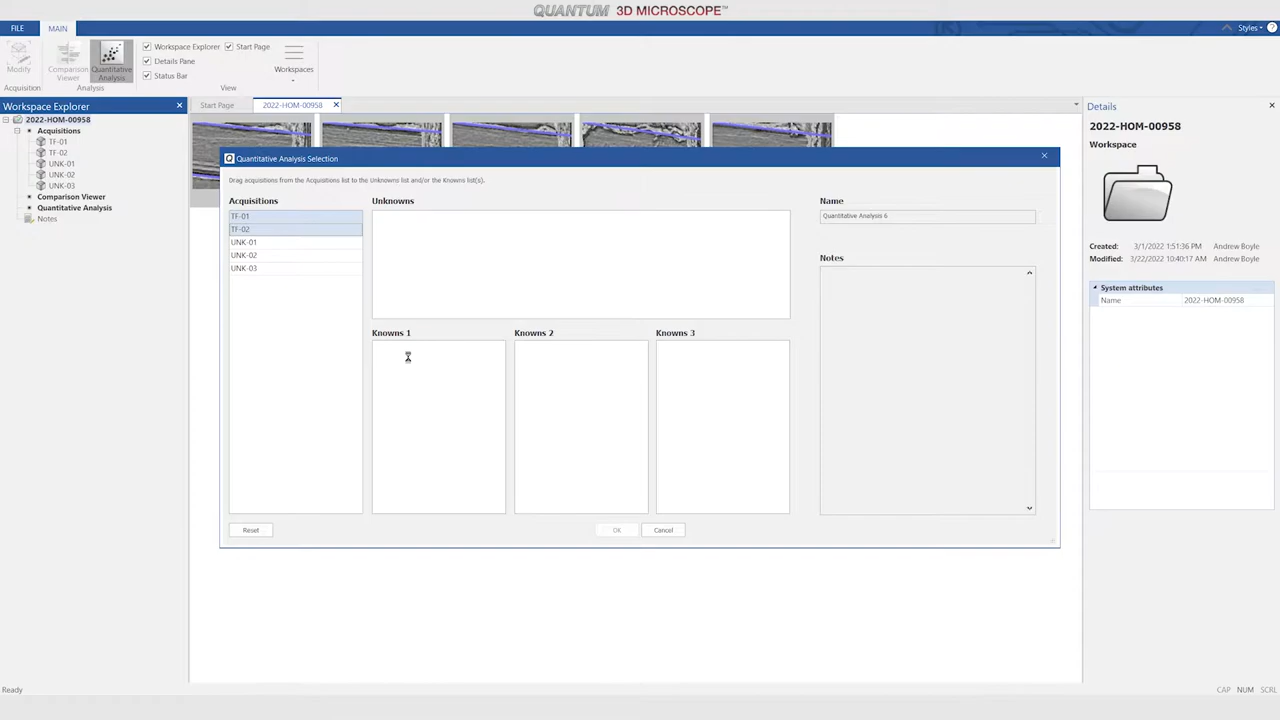 QUANTUM 3D MICROSCOPE™
FILE
MAIN
Styles
Modify
Comparison Viewer
Quantitative Analysis
Workspace Explorer
Start Page
Details Pane
Status Bar
Workspaces
Acquisition
Analysis
View
Workspace Explorer
Start Page
2022-HOM-00958
Details
2022-HOM-00958
Acquisitions
TF-01
TF-02
UNK-01
UNK-02
UNK-03
Comparison Viewer
Quantitative Analysis
Notes
Quantitative Analysis Selection
Drag acquisitions from the Acquisitions list to the Unknowns list and/or the Knowns list(s).
Acquisitions
TF-01
TF-02
UNK-01
UNK-02
UNK-03
Unknowns
Knowns 1
Knowns 2
Knowns 3
Name
Quantitative Analysis 6
Notes
Reset
OK
Cancel
2022-HOM-00958
Workspace
Created: 3/1/2022 1:51:36 PM Andrew Boyle
Modified: 3/22/2022 10:40:17 AM Andrew Boyle
System attributes
Name 2022-HOM-00958
Ready
CAP NUM SCRL